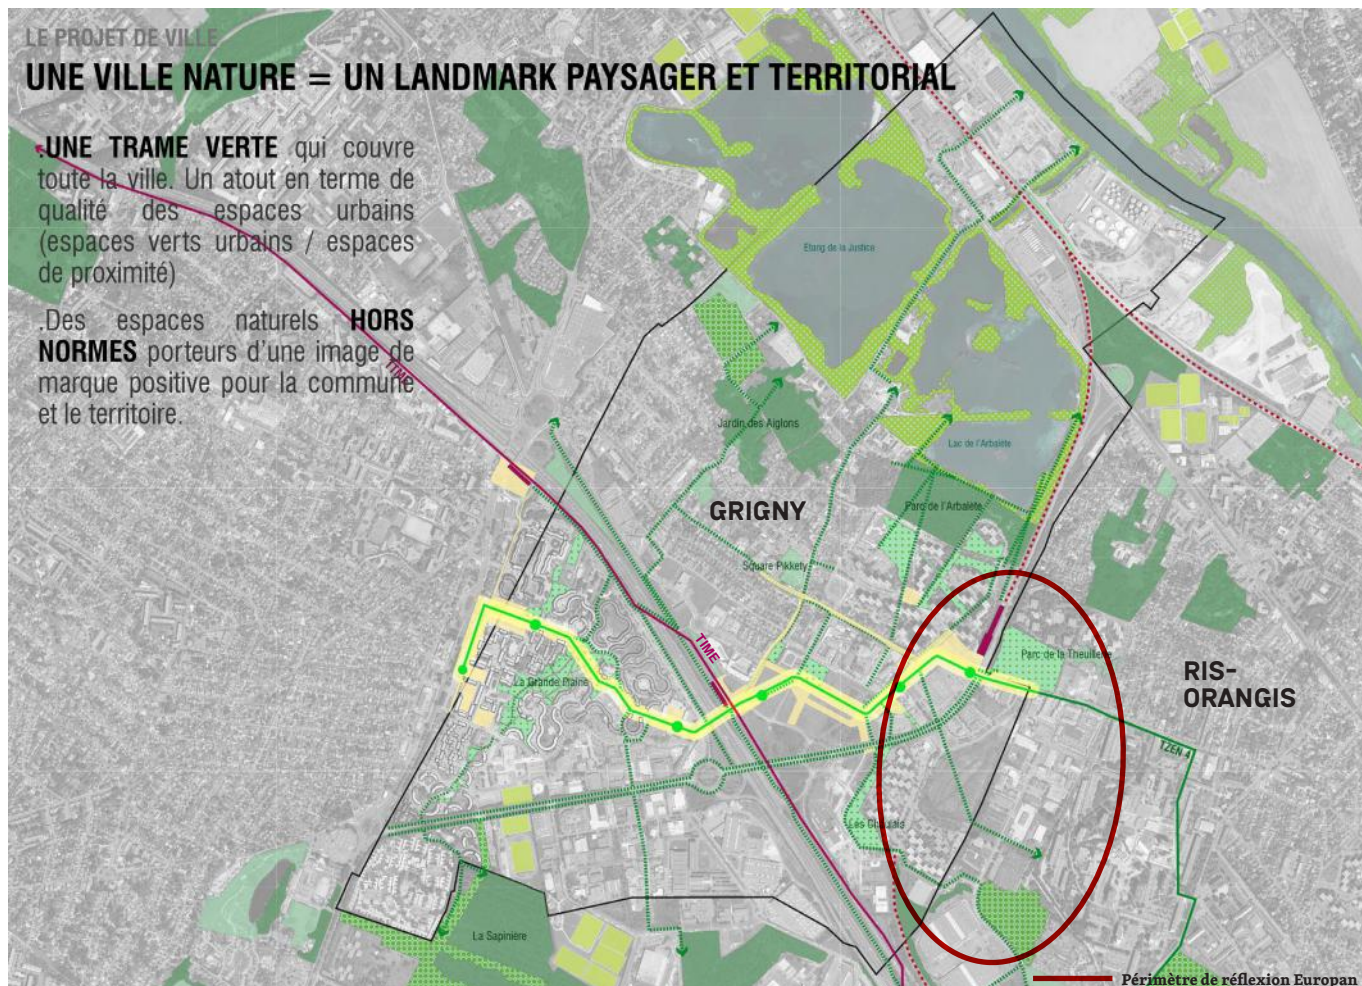 LE PROJET DE VILLE
UNE VILLE NATURE = UN LANDMARK PAYSAGER ET TERRITORIAL
.UNE TRAME VERTE qui couvre
toute la ville. Un atout en terme de
qualité des espaces urbains
(espaces verts urbains / espaces
de proximité)
.Des espaces naturels HORS
NORMES porteurs d'une image de
marque positive pour la commune
et le territoire.
TIME
Etang de la Justice
Jardin des Aiglons
Lac de l'Arbalète
GRIGNY
Parc de l'Arbalète
Square Pikkety
TIME
Parc de la Theuillerie
RIS-
ORANGIS
La Grande Plaine
TZEN 4
Les
La Sapinière
Périmètre de réflexion Europan